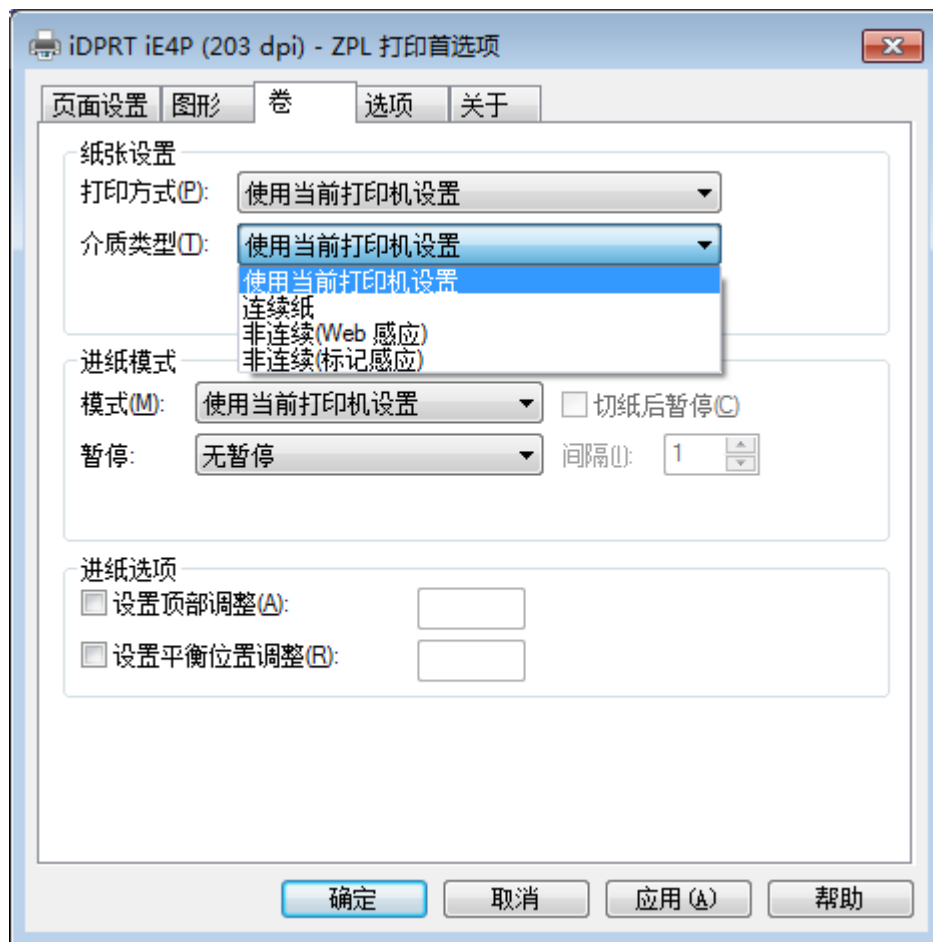 iDPRT iE4P (203 dpi) - ZPL 打印首选项
页面设置 图形 卷 选项 关于
纸张设置
打印方式(P): 使用当前打印机设置
介质类型(T): 使用当前打印机设置
使用当前打印机设置
连续纸
非连续(Web 感应)
非连续(标记感应)
进纸模式
模式(M): 使用当前打印机设置 切纸后暂停(C)
暂停: 无暂停 间隔(I): 1
进纸选项
设置顶部调整(A):
设置平衡位置调整(R):
确定 取消 应用(A) 帮助